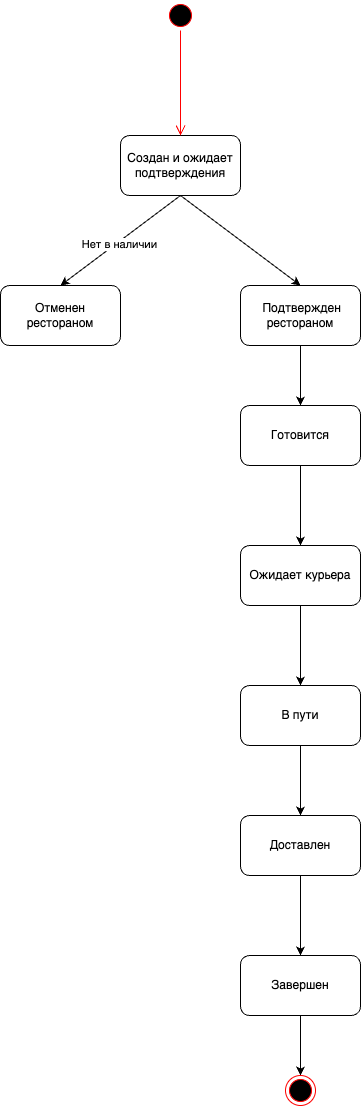 Создан и ожидает
подтверждения
Нет в наличии
Отменен
рестораном
Подтвержден
рестораном
Готовится
Ожидает курьера
В пути
Доставлен
Завершен